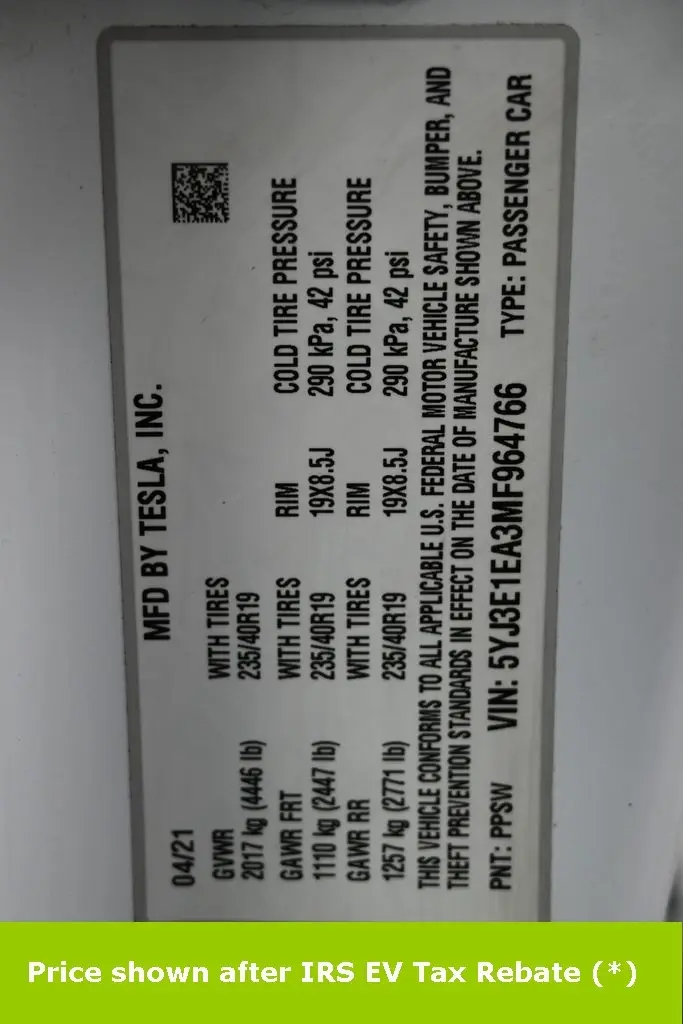 MFD BY TESLA, INC.
04/21
GVWR WITH TIRES
2017 kg (4446 lb) 235/40R19
GAWR FRT WITH TIRES RIM COLD TIRE PRESSURE
1110 kg (2447 lb) 235/40R19 19X8.5J 290 kPa, 42 psi
GAWR RR WITH TIRES RIM COLD TIRE PRESSURE
1257 kg (2771 lb) 235/40R19 19X8.5J 290 kPa, 42 psi
THIS VEHICLE CONFORMS TO ALL APPLICABLE U.S. FEDERAL MOTOR VEHICLE SAFETY, BUMPER, AND
THEFT PREVENTION STANDARDS IN EFFECT ON THE DATE OF MANUFACTURE SHOWN ABOVE.
PNT: PPSW VIN: 5YJ3E1EA3MF964766 TYPE: PASSENGER CAR
Price shown after IRS EV Tax Rebate (*)